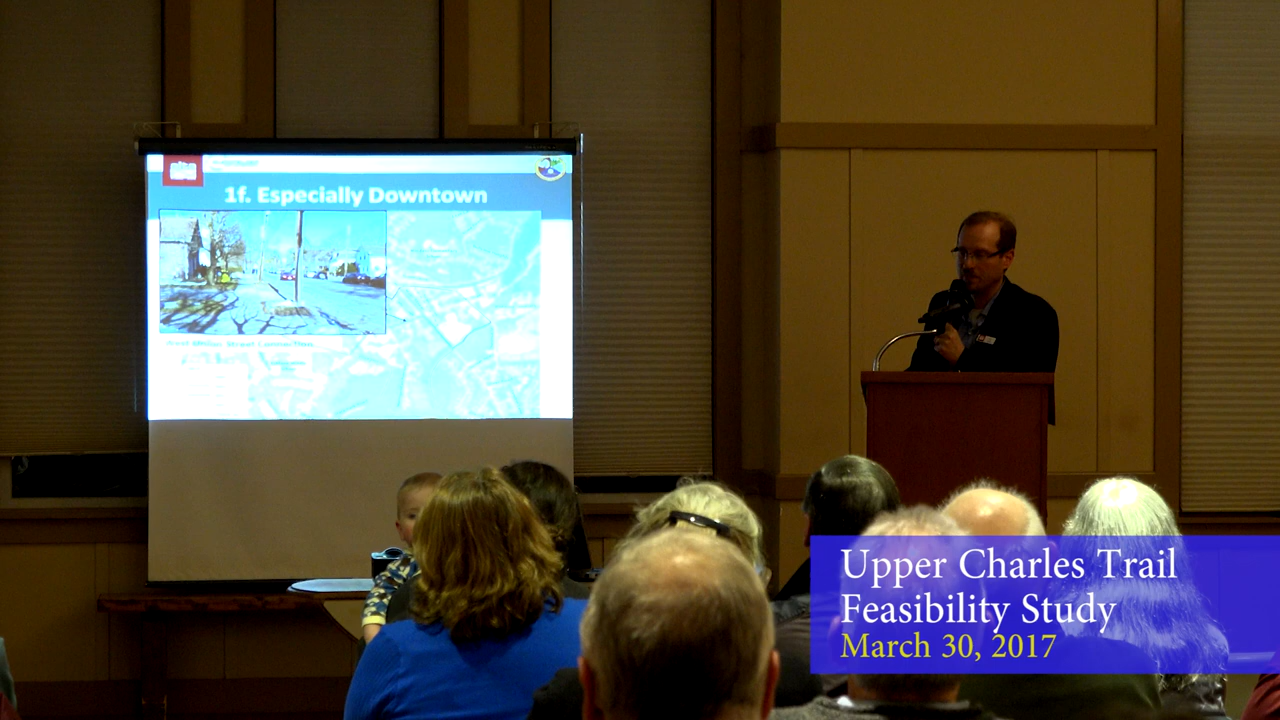 1f. Especially Downtown
Upper Charles Trail
Feasibility Study
March 30, 2017